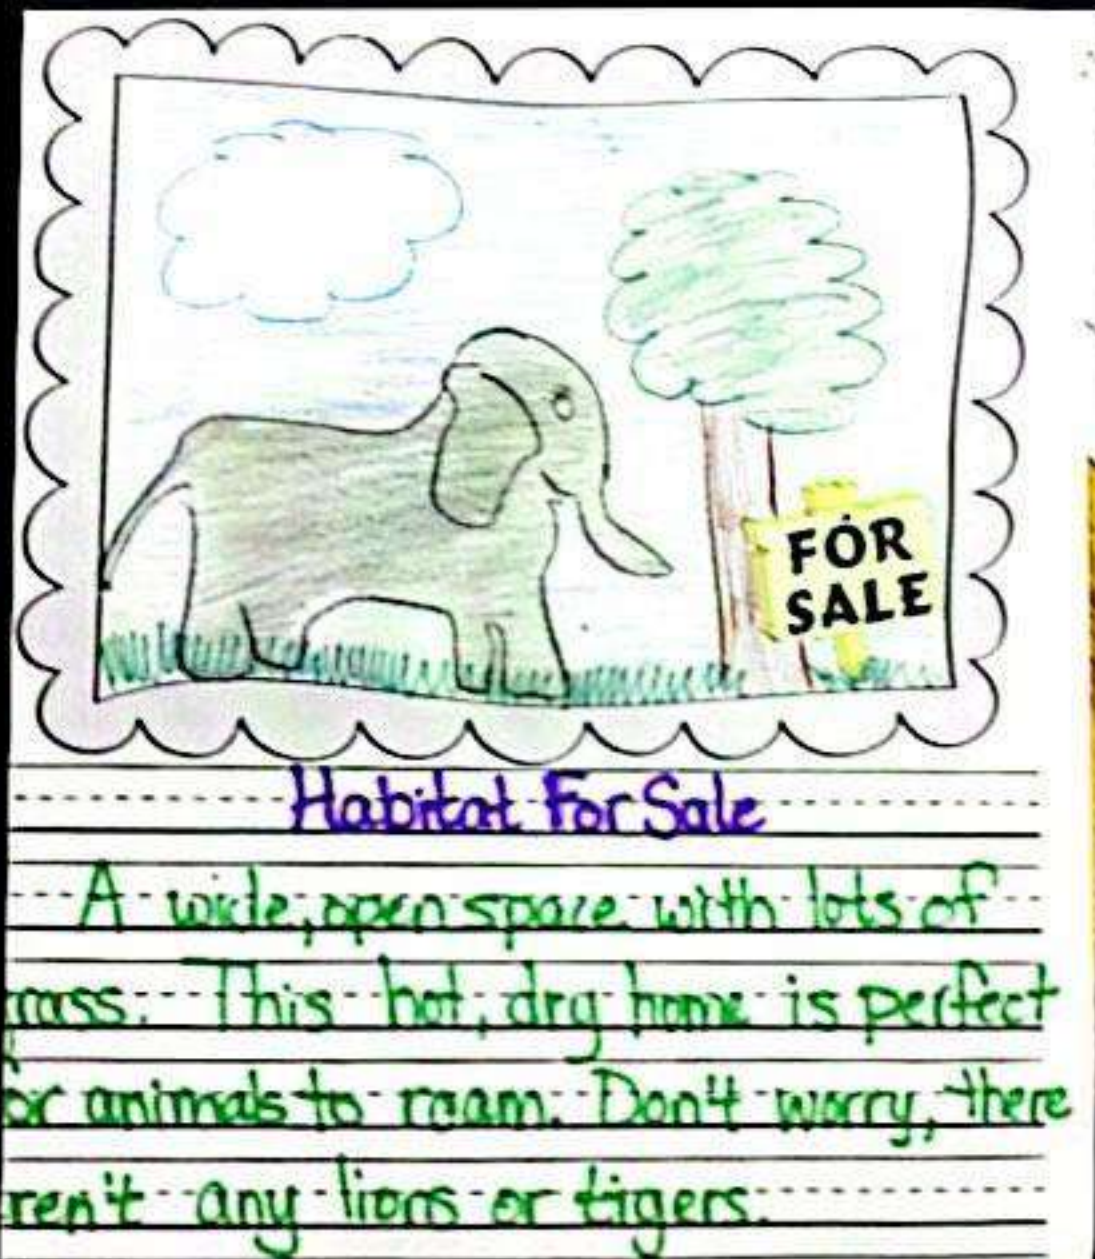 FOR
SALE
Habitat For Sale
A wide, open space with lots of
rass. This hot, dry home is perfect
or animals to roam. Don't worry, there
ren't any lions or tigers.